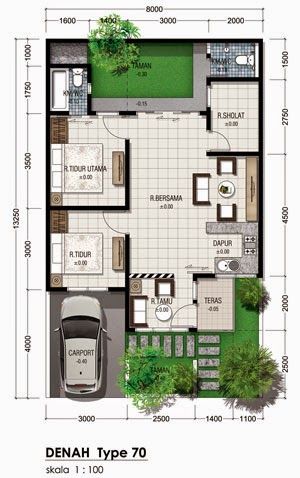 8000
1600
1400
3000
2000
1000
1750
3500
3000
4000
13250
1500
2750
4500
2000
2500
TAMAN
-0.30
-0.15
KM/WC
KM/WC
R.SHOLAT
±0.00
R.TIDUR UTAMA
±0.00
R.BERSAMA
±0.00
DAPUR
±0.00
R.TIDUR
±0.00
R.TAMU
±0.00
TERAS
-0.05
CARPORT
-0.40
TAMAN
3000
2500
1400
1100
DENAH Type 70
skala 1 : 100